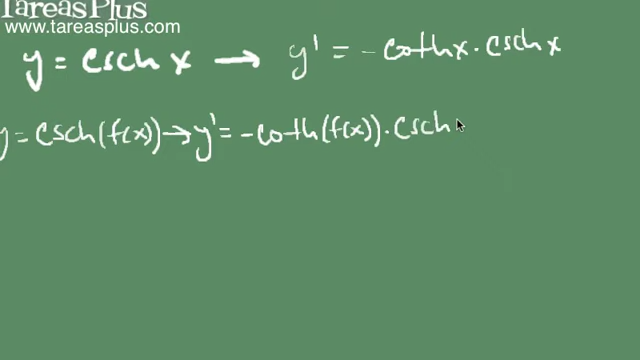 TareasPlus
www.tareasplus.com
y = csch x → y' = - coth x · csch x
y = csch(f(x)) → y' = - coth(f(x)) · csch